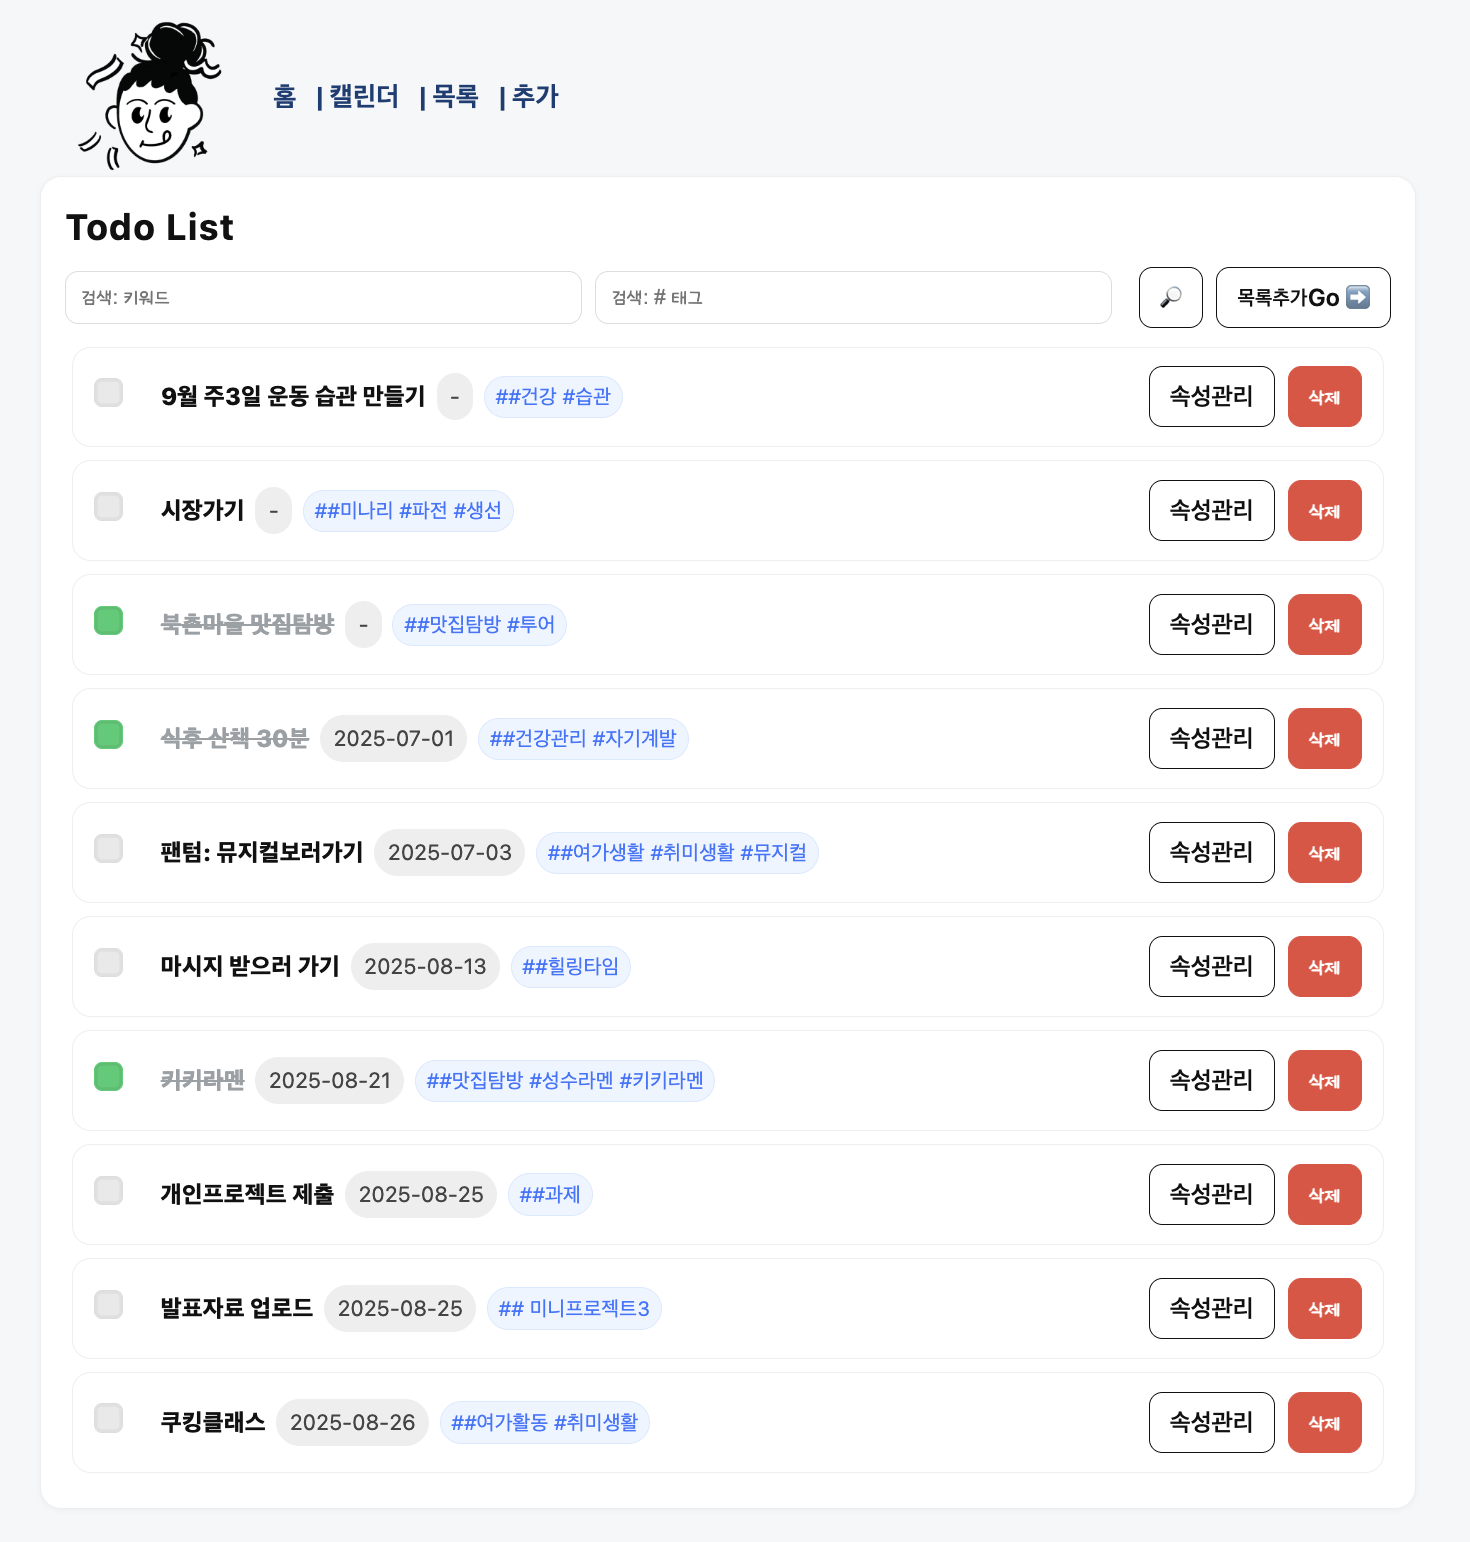 홈 | 캘린더 | 목록 | 추가
Todo List
검색: 키워드 검색: # 태그 목록추가Go
9월 주3일 운동 습관 만들기 - ##건강 #습관 속성관리 삭제
시장가기 - ##미나리 #파전 #생선 속성관리 삭제
북촌마을 맛집탐방 - ##맛집탐방 #투어 속성관리 삭제
식후 산책 30분 2025-07-01 ##건강관리 #자기계발 속성관리 삭제
팬텀: 뮤지컬보러가기 2025-07-03 ##여가생활 #취미생활 #뮤지컬 속성관리 삭제
마시지 받으러 가기 2025-08-13 ##힐링타임 속성관리 삭제
키키라멘 2025-08-21 ##맛집탐방 #성수라멘 #키키라멘 속성관리 삭제
개인프로젝트 제출 2025-08-25 ##과제 속성관리 삭제
발표자료 업로드 2025-08-25 ## 미니프로젝트3 속성관리 삭제
쿠킹클래스 2025-08-26 ##여가활동 #취미생활 속성관리 삭제